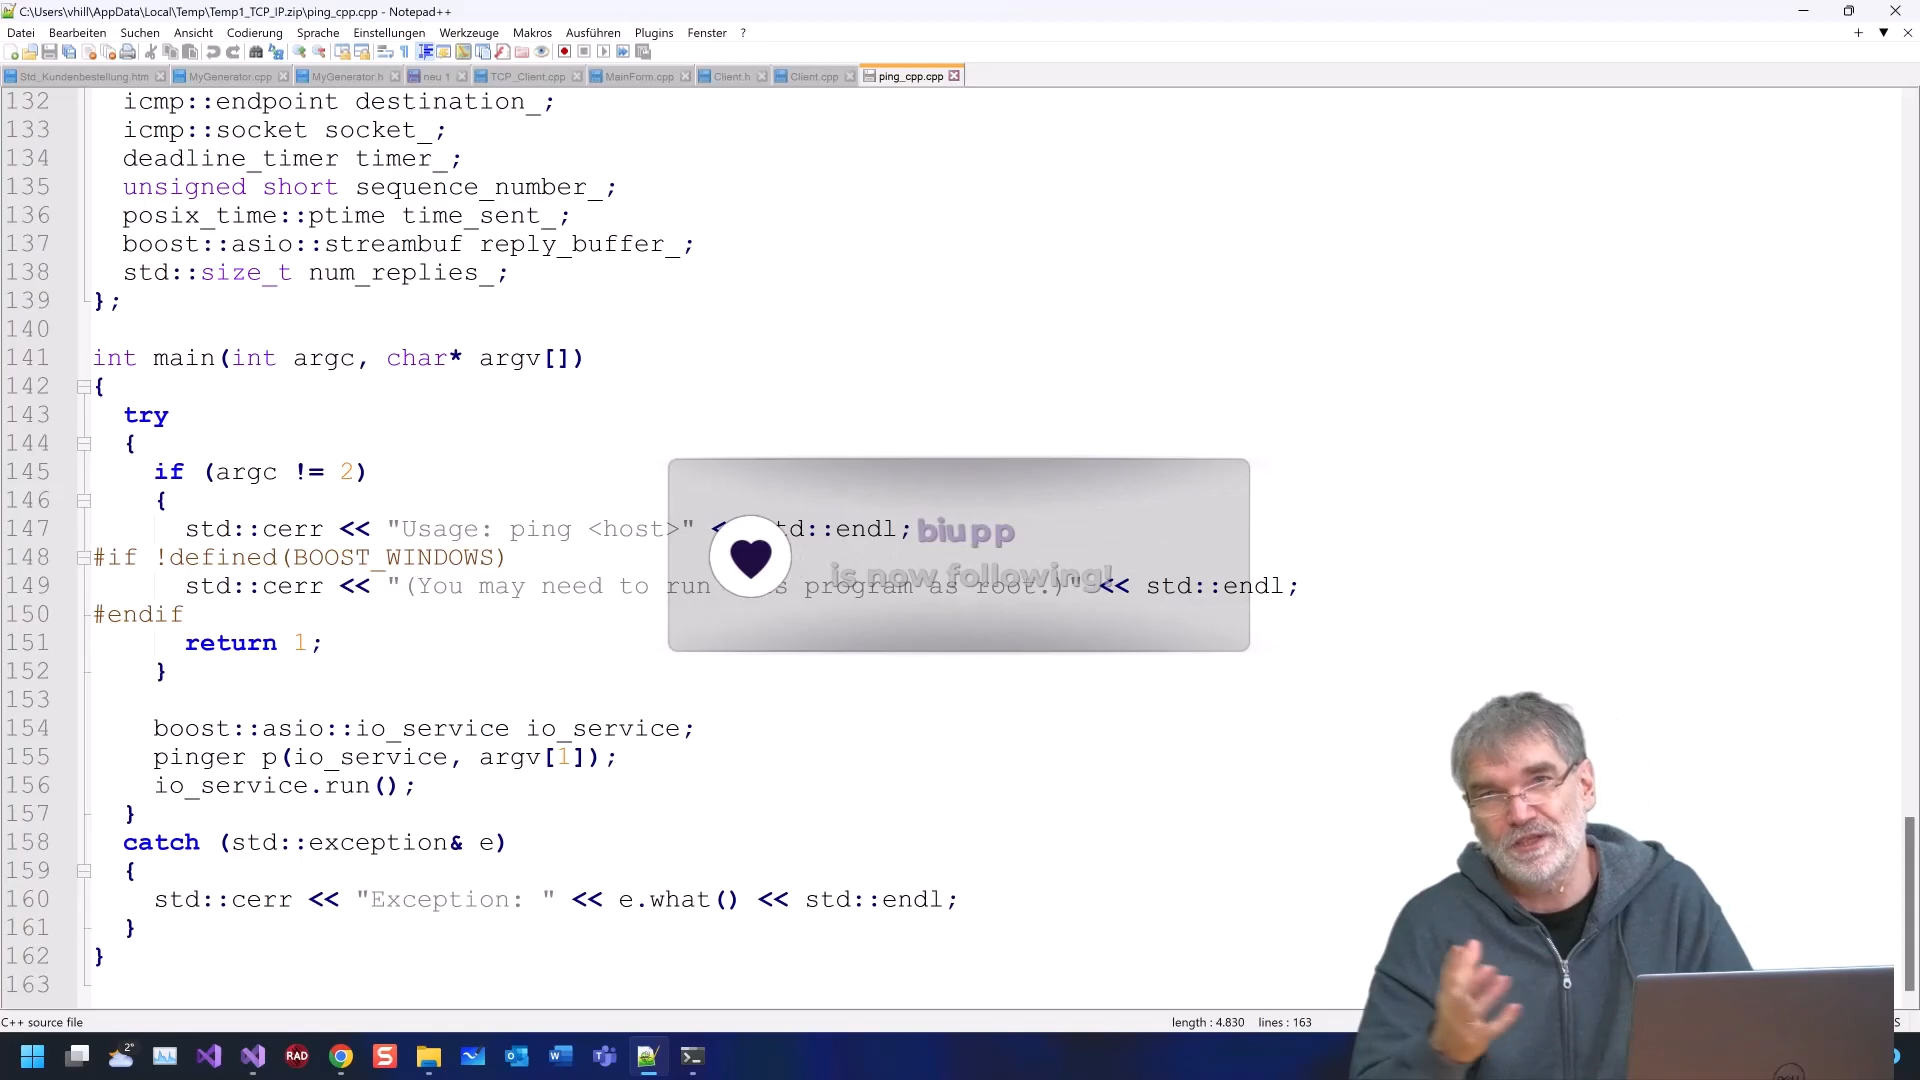 C:\Users\vhill\AppData\Local\Temp\Temp1_TCP_IP.zip\ping_cpp.cpp - Notepad++
Datei Bearbeiten Suchen Ansicht Codierung Sprache Einstellungen Werkzeuge Makros Ausführen Plugins Fenster ?
Std_Kundenbestellung.htm MyGenerator.cpp MyGenerator.h neu 1 TCP_Client.cpp MainForm.cpp Client.h Client.cpp ping_cpp.cpp
132 icmp::endpoint destination_;
133 icmp::socket socket_;
134 deadline_timer timer_;
135 unsigned short sequence_number_;
136 posix_time::ptime time_sent_;
137 boost::asio::streambuf reply_buffer_;
138 std::size_t num_replies_;
139 };
140
141 int main(int argc, char* argv[])
142 {
143 try
144 {
145 if (argc != 2)
146 {
147 std::cerr << "Usage: ping <host>" < td::endl;
148 #if !defined(BOOST_WINDOWS)
149 std::cerr << "(You may need to run s program as root.)" << std::endl;
150 #endif
151 return 1;
152 }
153
154 boost::asio::io_service io_service;
155 pinger p(io_service, argv[1]);
156 io_service.run();
157 }
158 catch (std::exception& e)
159 {
160 std::cerr << "Exception: " << e.what() << std::endl;
161 }
162 }
163
biupp
is now following!
C++ source file length : 4.830 lines : 163
2°
RAD
DELL